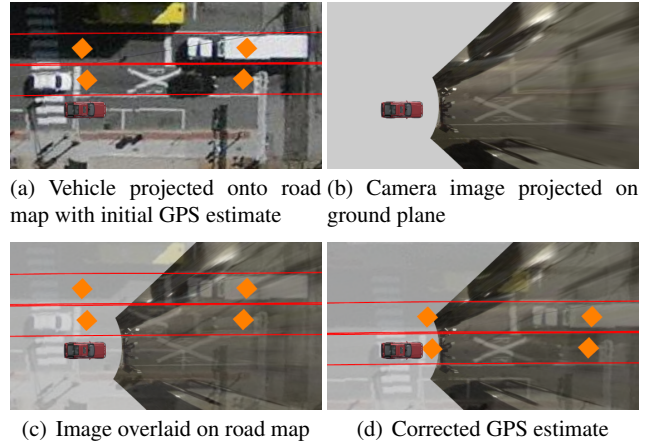 (a) Vehicle projected onto road
map with initial GPS estimate
(b) Camera image projected on
ground plane
(c) Image overlaid on road map
(d) Corrected GPS estimate